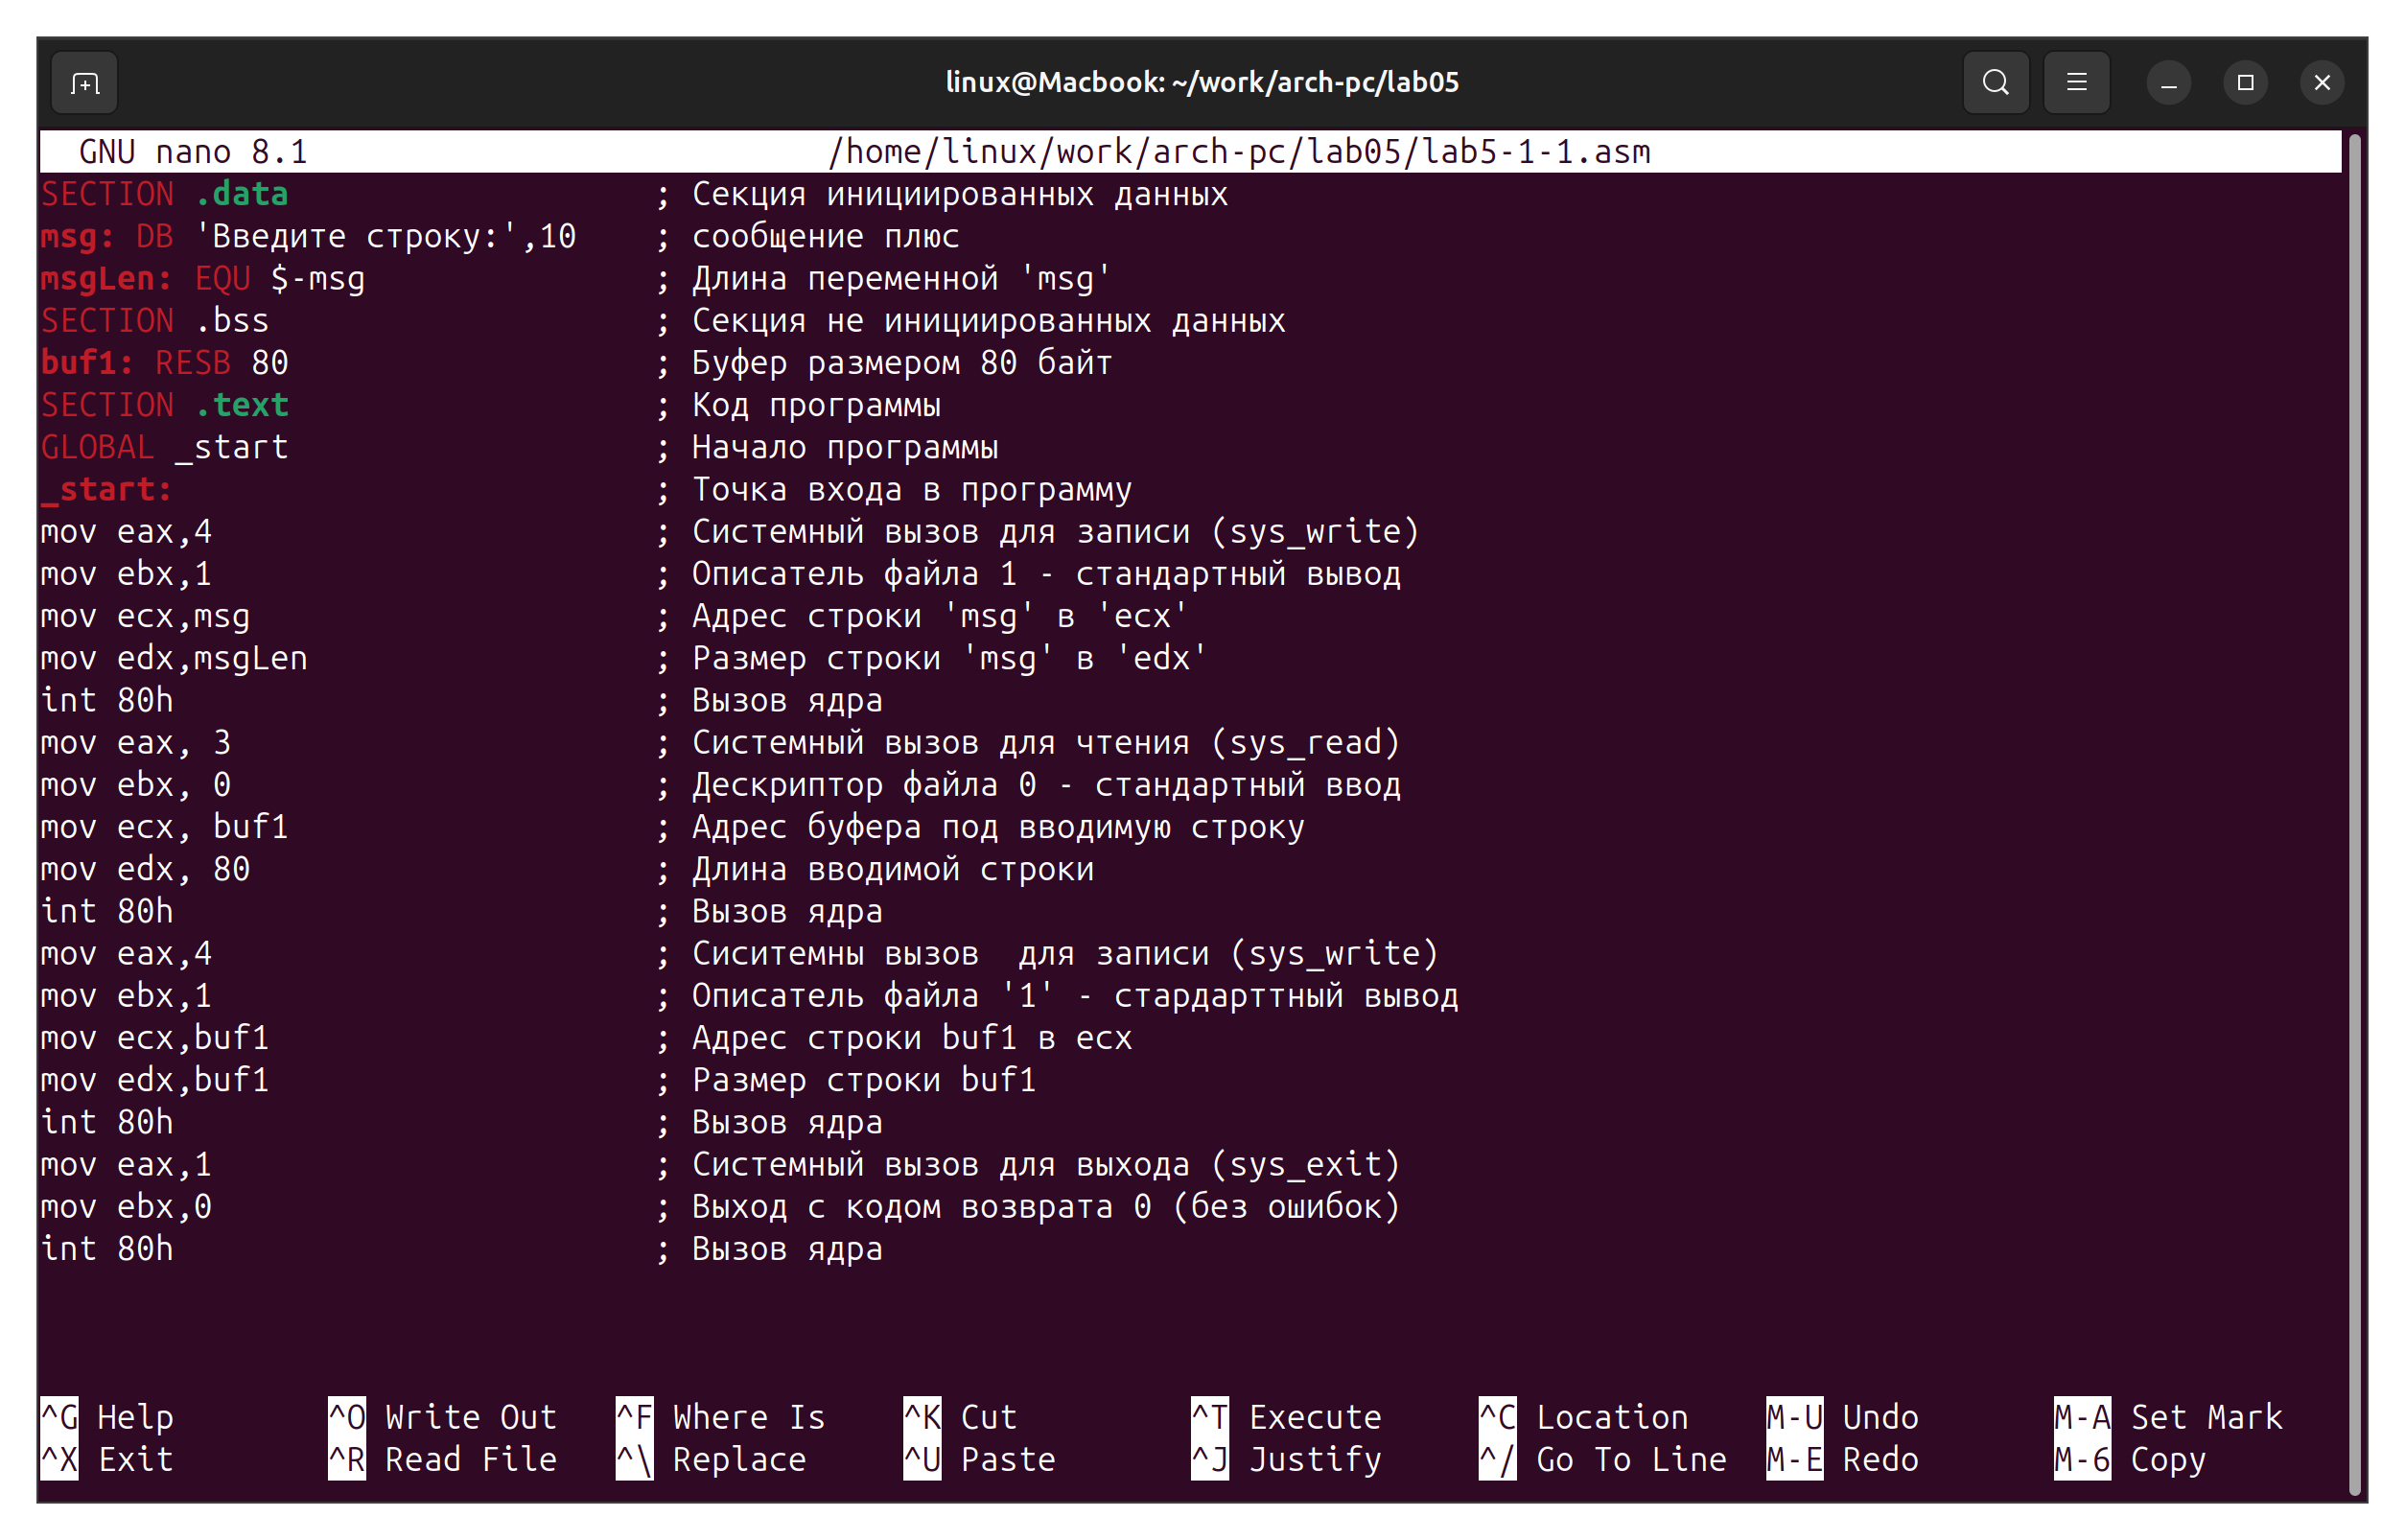 linux@Macbook: ~/work/arch-pc/lab05
GNU nano 8.1 /home/linux/work/arch-pc/lab05/lab5-1-1.asm
SECTION .data ; Секция инициированных данных
msg: DB 'Введите строку:',10 ; сообщение плюс
msgLen: EQU $-msg ; Длина переменной 'msg'
SECTION .bss ; Секция не инициированных данных
buf1: RESB 80 ; Буфер размером 80 байт
SECTION .text ; Код программы
GLOBAL _start ; Начало программы
_start: ; Точка входа в программу
mov eax,4 ; Системный вызов для записи (sys_write)
mov ebx,1 ; Описатель файла 1 - стандартный вывод
mov ecx,msg ; Адрес строки 'msg' в 'ecx'
mov edx,msgLen ; Размер строки 'msg' в 'edx'
int 80h ; Вызов ядра
mov eax, 3 ; Системный вызов для чтения (sys_read)
mov ebx, 0 ; Дескриптор файла 0 - стандартный ввод
mov ecx, buf1 ; Адрес буфера под вводимую строку
mov edx, 80 ; Длина вводимой строки
int 80h ; Вызов ядра
mov eax,4 ; Сиситемны вызов  для записи (sys_write)
mov ebx,1 ; Описатель файла '1' - стардарттный вывод
mov ecx,buf1 ; Адрес строки buf1 в ecx
mov edx,buf1 ; Размер строки buf1
int 80h ; Вызов ядра
mov eax,1 ; Системный вызов для выхода (sys_exit)
mov ebx,0 ; Выход с кодом возврата 0 (без ошибок)
int 80h ; Вызов ядра
^G Help ^O Write Out ^F Where Is ^K Cut ^T Execute ^C Location M-U Undo M-A Set Mark
^X Exit ^R Read File ^\ Replace ^U Paste ^J Justify ^/ Go To Line M-E Redo M-6 Copy